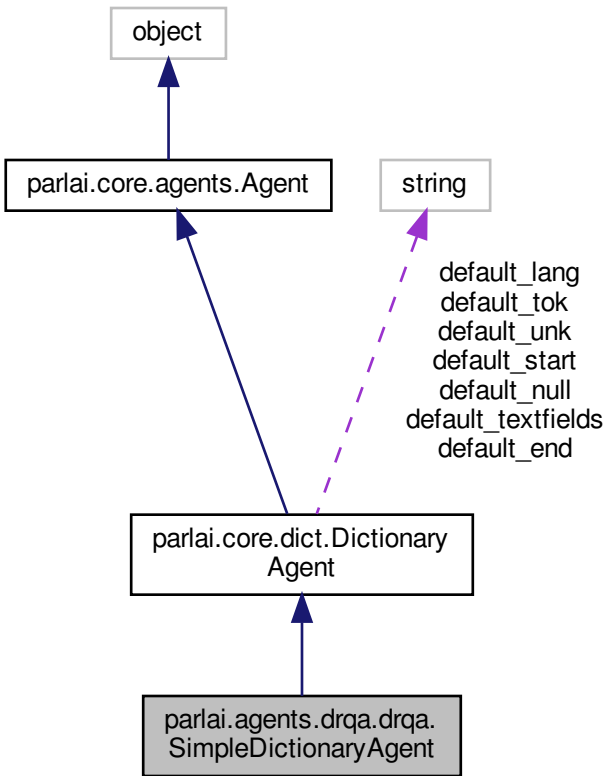 object
parlai.core.agents.Agent
string
default_lang
default_tok
default_unk
default_start
default_null
default_textfields
default_end
parlai.core.dict.Dictionary
Agent
parlai.agents.drqa.drqa.
SimpleDictionaryAgent